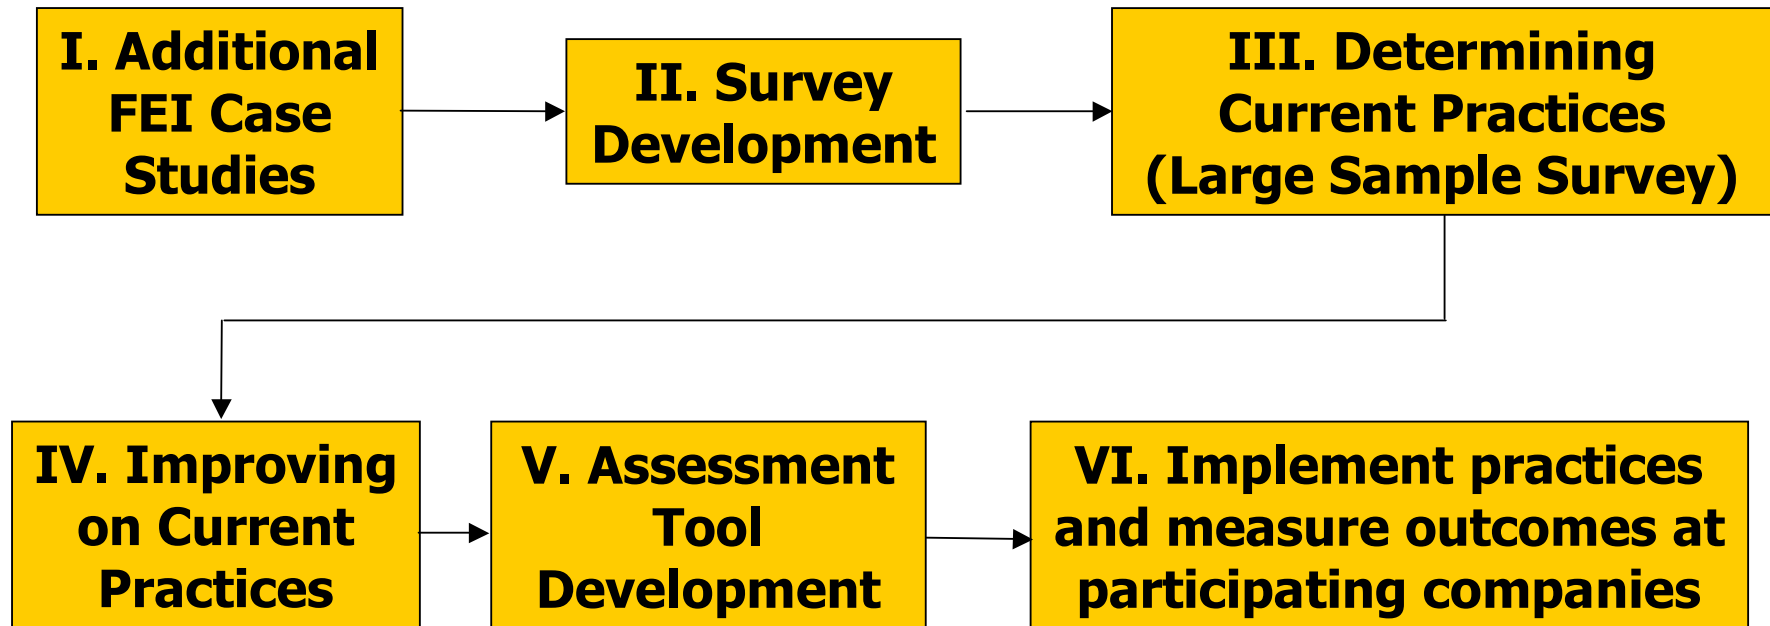 I. Additional
FEI Case
Studies
II. Survey
Development
III. Determining
Current Practices
(Large Sample Survey)
IV. Improving
on Current
Practices
V. Assessment
Tool
Development
VI. Implement practices
and measure outcomes at
participating companies